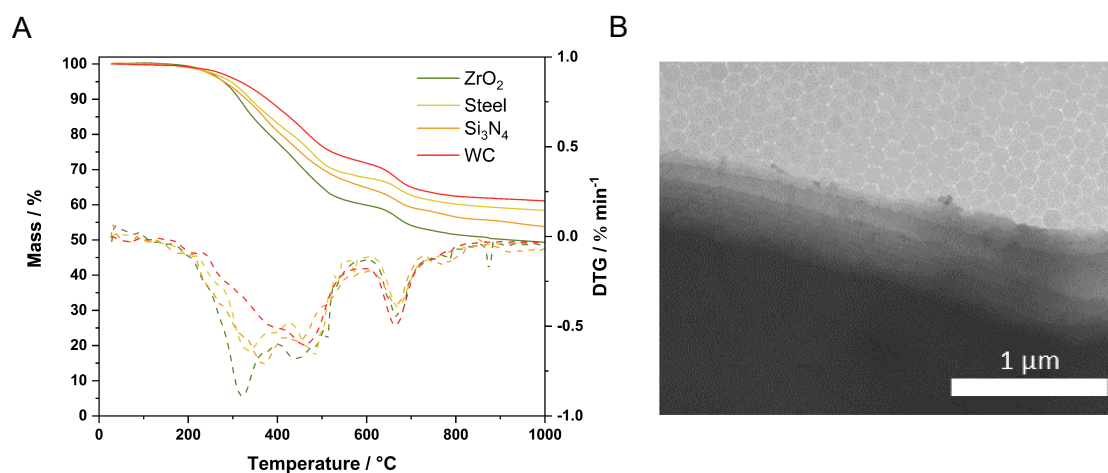 A
B
100
90
80
70
60
50
40
30
20
10
0
Mass / %
1.0
0.5
0.0
-0.5
-1.0
DTG / % min⁻¹
ZrO₂
Steel
Si₃N₄
WC
0 200 400 600 800 1000
Temperature / °C
1 µm